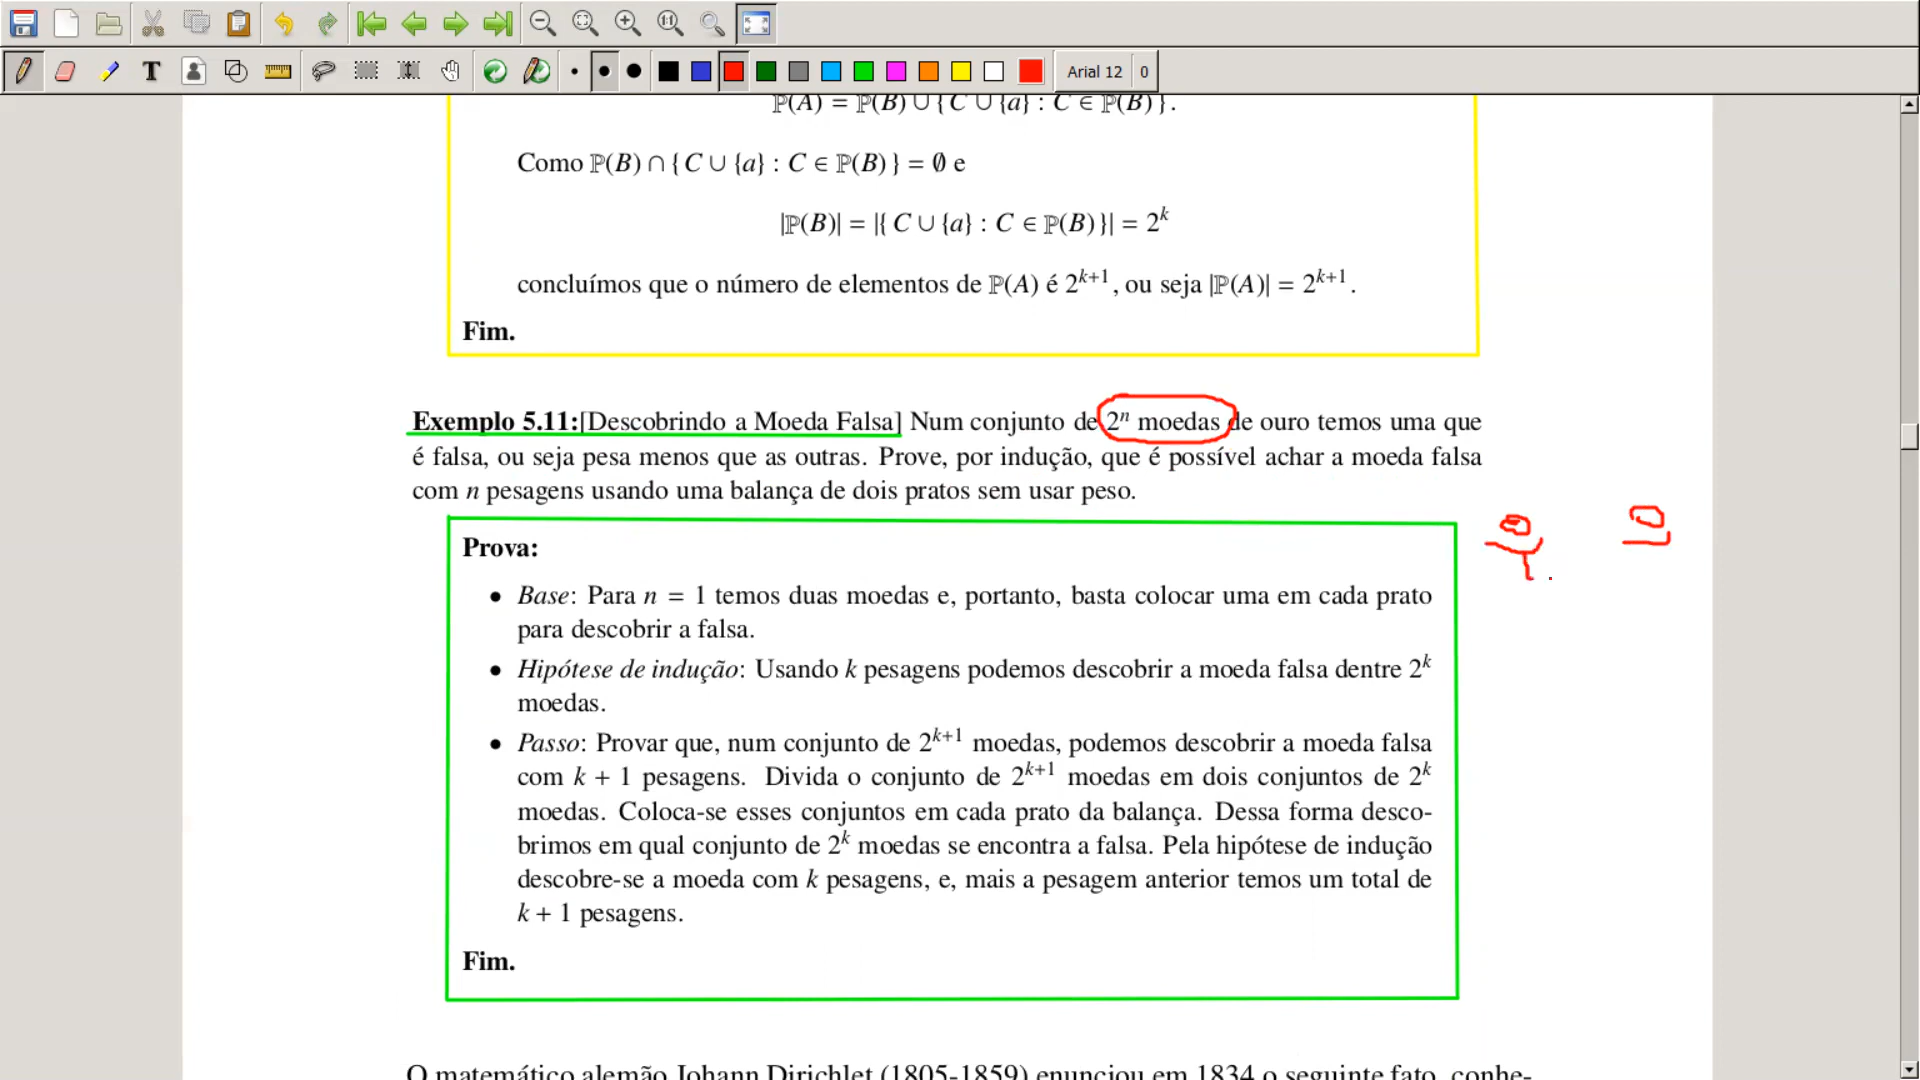 Arial 12 0
ℙ(A) = ℙ(B) ∪ { C ∪ {a} : C ∈ ℙ(B) }.
Como ℙ(B) ∩ { C ∪ {a} : C ∈ ℙ(B) } = ∅ e
|ℙ(B)| = |{ C ∪ {a} : C ∈ ℙ(B) }| = 2^k
concluímos que o número de elementos de ℙ(A) é 2^{k+1}, ou seja |ℙ(A)| = 2^{k+1}.
Fim.
Exemplo 5.11:[Descobrindo a Moeda Falsa] Num conjunto de 2^n moedas de ouro temos uma que
é falsa, ou seja pesa menos que as outras. Prove, por indução, que é possível achar a moeda falsa
com n pesagens usando uma balança de dois pratos sem usar peso.
Prova:
• Base: Para n = 1 temos duas moedas e, portanto, basta colocar uma em cada prato
para descobrir a falsa.
• Hipótese de indução: Usando k pesagens podemos descobrir a moeda falsa dentre 2^k
moedas.
• Passo: Provar que, num conjunto de 2^{k+1} moedas, podemos descobrir a moeda falsa
com k + 1 pesagens. Divida o conjunto de 2^{k+1} moedas em dois conjuntos de 2^k
moedas. Coloca-se esses conjuntos em cada prato da balança. Dessa forma desco-
brimos em qual conjunto de 2^k moedas se encontra a falsa. Pela hipótese de indução
descobre-se a moeda com k pesagens, e, mais a pesagem anterior temos um total de
k + 1 pesagens.
Fim.
O matemático alemão Johann Dirichlet (1805-1859) enunciou em 1834 o seguinte fato, conhe-